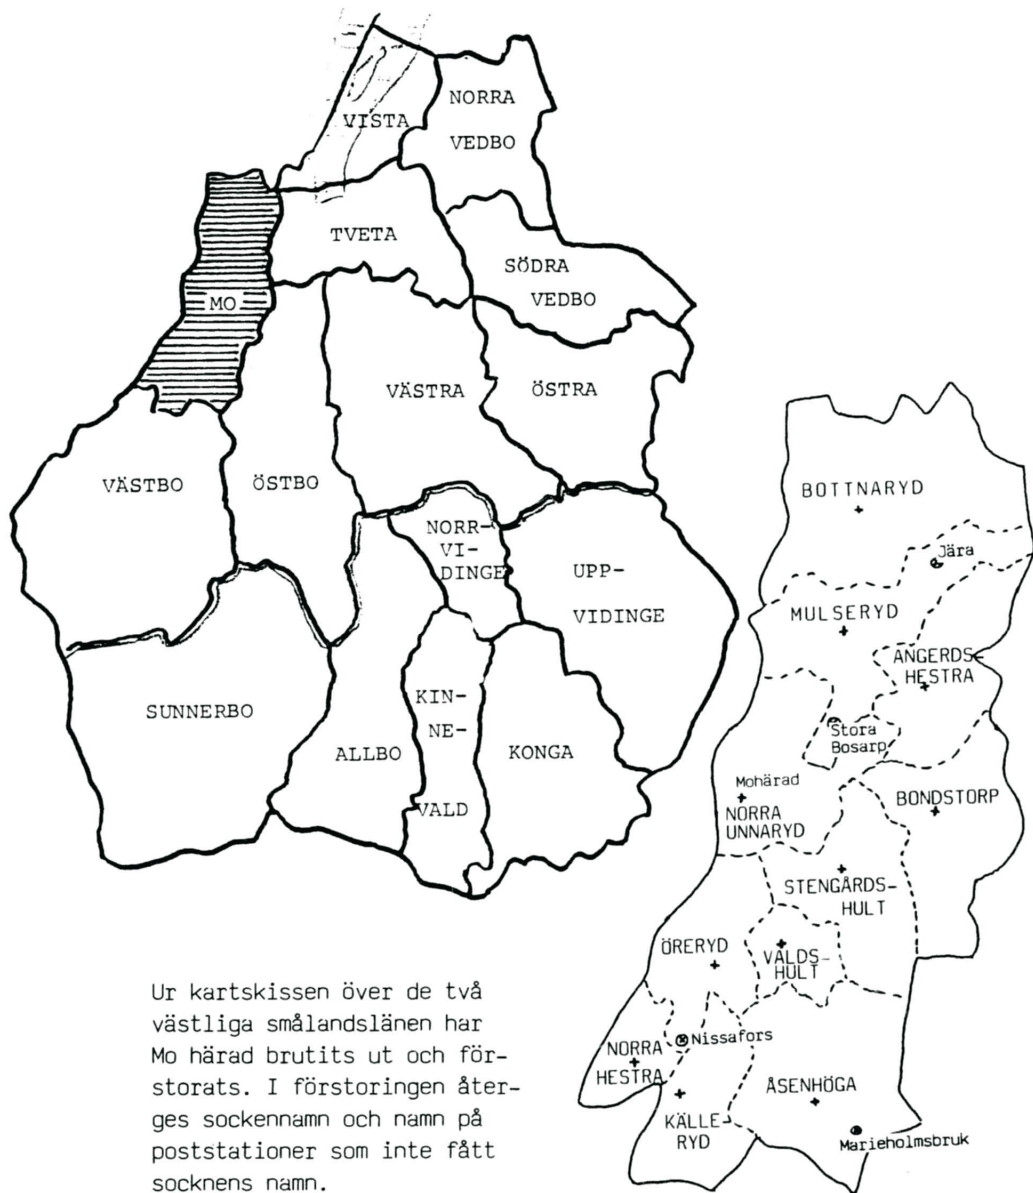 VISTA
NORRA
VEDBO
TVETA
SÖDRA
VEDBO
MO
VÄSTRA
ÖSTRA
VÄSTBO
ÖSTBO
NORR-
VI-
DINGE
UPP-
VIDINGE
SUNNERBO
ALLBO
KIN-
NE-
VALD
KONGA
BOTTNARYD
Jära
MULSERYD
ANGERDS-
HESTRA
Stora
Bosarp
Mohärad
NORRA
UNNARYD
BONDSTORP
STENGÅRDS-
HULT
ÖRERYD
VALDS-
HULT
Nissafors
NORRA
HESTRA
KÄLLE-
RYD
ÅSENHÖGA
Marieholmsbruk
Ur kartskissen över de två
västliga smålandslänen har
Mo härad brutits ut och för-
storats. I förstoringen åter-
ges sockennamn och namn på
poststationer som inte fått
socknens namn.